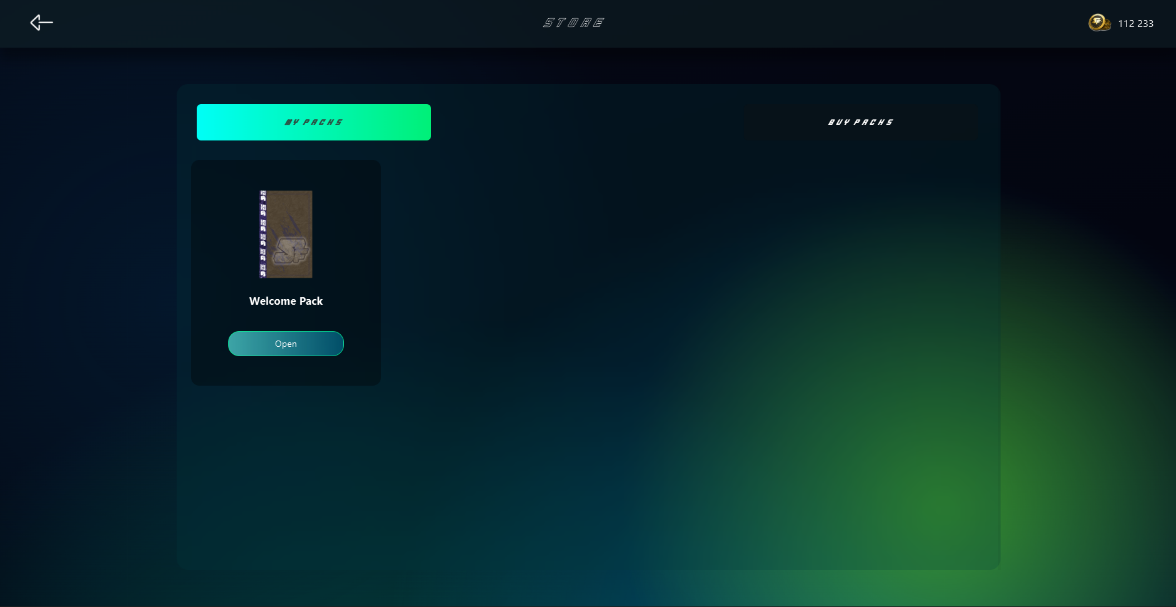 STORE
112 233
MY PACKS
BUY PACKS
Welcome Pack
Open